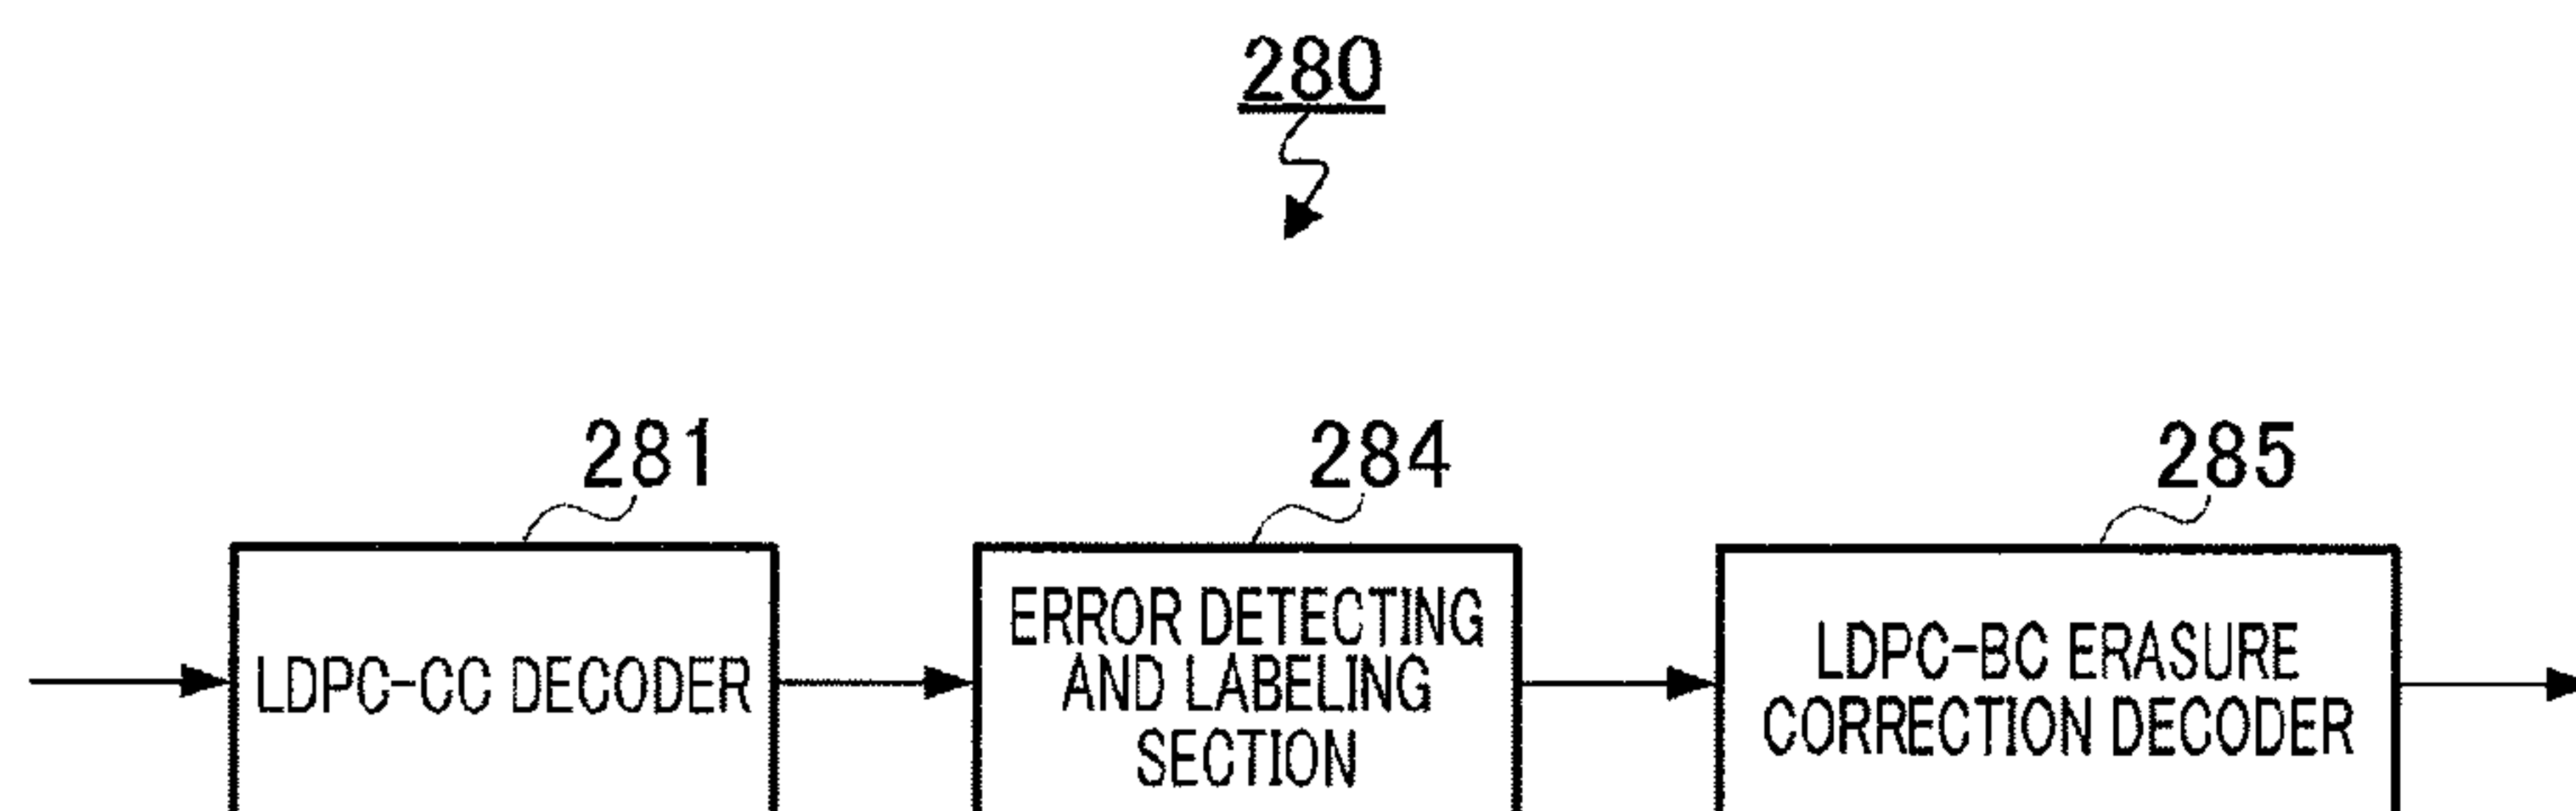 280
281
284
285
LDPC-CC DECODER
ERROR DETECTING
AND LABELING
SECTION
LDPC-BC ERASURE
CORRECTION DECODER